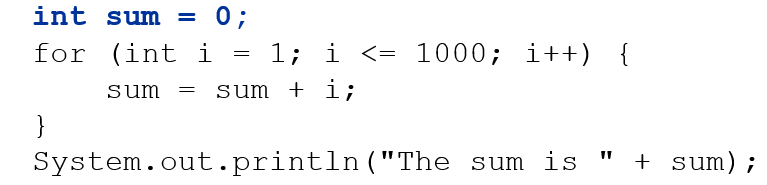 int sum = 0;
for (int i = 1; i <= 1000; i++) {
    sum = sum + i;
}
System.out.println("The sum is " + sum);